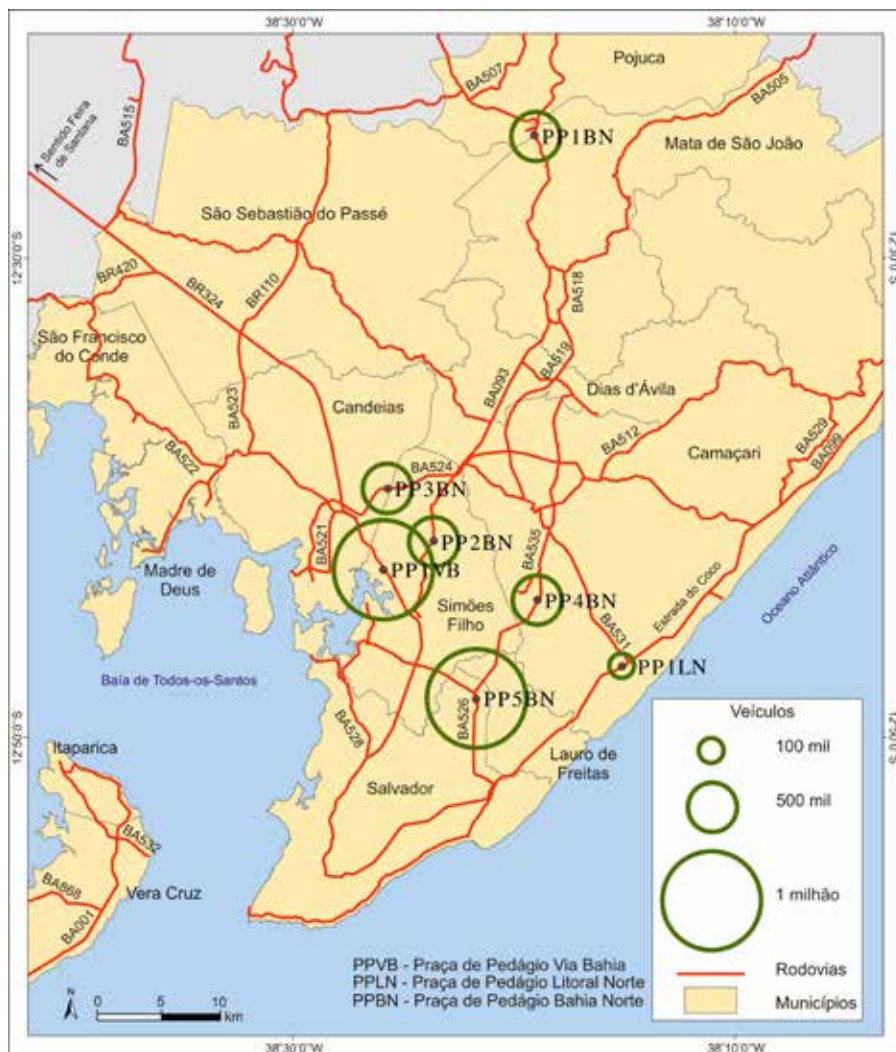 38°30'0"W
38°10'0"W
Pojuca
BA507
BA505
BA515
Sentido Feira
de Santana
PP1BN
Mata de São João
São Sebastião do Passé
12°30'0"S
12°30'0"S
BR420
BR324
BR110
BA518
São Francisco
do Conde
BA519
BA093
Dias d'Ávila
Candeias
BA523
BA512
BA529
BA099
Camaçari
BA522
BA524
PP3BN
BA521
PP2BN
PP1VB
BA535
Madre de
Deus
Simões
Filho
PP4BN
Estrada do Coco
Oceano Atlântico
BA531
PP1LN
Baía de Todos-os-Santos
PP5BN
BA526
BA528
12°50'0"S
12°50'0"S
Itaparica
Lauro de
Freitas
Salvador
BA532
BA868
Vera Cruz
BA001
Veículos
100 mil
500 mil
1 milhão
Rodovias
Municípios
PPVB - Praça de Pedágio Via Bahia
PPLN - Praça de Pedágio Litoral Norte
PPBN - Praça de Pedágio Bahia Norte
N
0 5 10
km
38°30'0"W
38°10'0"W